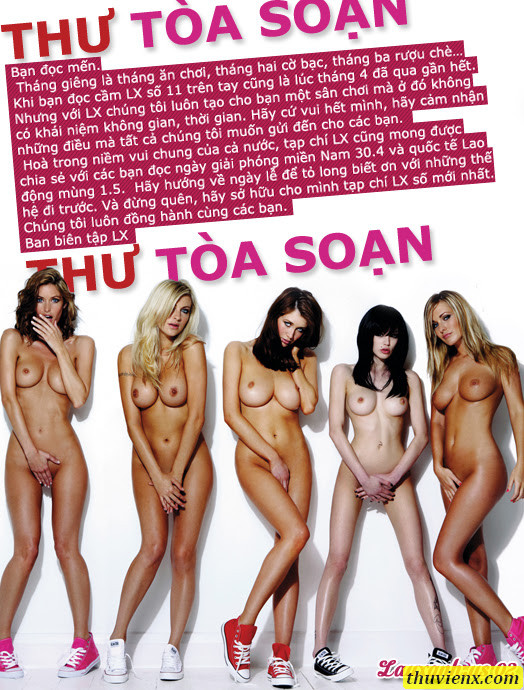 THƯ TÒA SOẠN
Bạn đọc mến.
Tháng giêng là tháng ăn chơi, tháng hai cờ bạc, tháng ba rượu chè...
Khi bạn đọc cầm LX số 11 trên tay cũng là lúc tháng 4 đã qua gần hết.
Nhưng với LX chúng tôi luôn tạo cho bạn một sân chơi mà ở đó không
có khái niệm không gian, thời gian. Hãy cứ vui hết mình, hãy cảm nhận
những điều mà tất cả chúng tôi muốn gửi đến cho các bạn.
Hoà trong niềm vui chung của cả nước, tạp chí LX cũng mong được
chia sẻ với các bạn đọc ngày giải phóng miền Nam 30.4 và quốc tế Lao
động mùng 1.5. Hãy hướng về ngày lễ để tỏ long biết ơn với những thế
hệ đi trước. Và đừng quên, hãy sở hữu cho mình tạp chí LX số mới nhất.
Chúng tôi luôn đồng hành cùng các bạn.
Ban biên tập LX
THƯ TÒA SOẠN
thuvienx.com